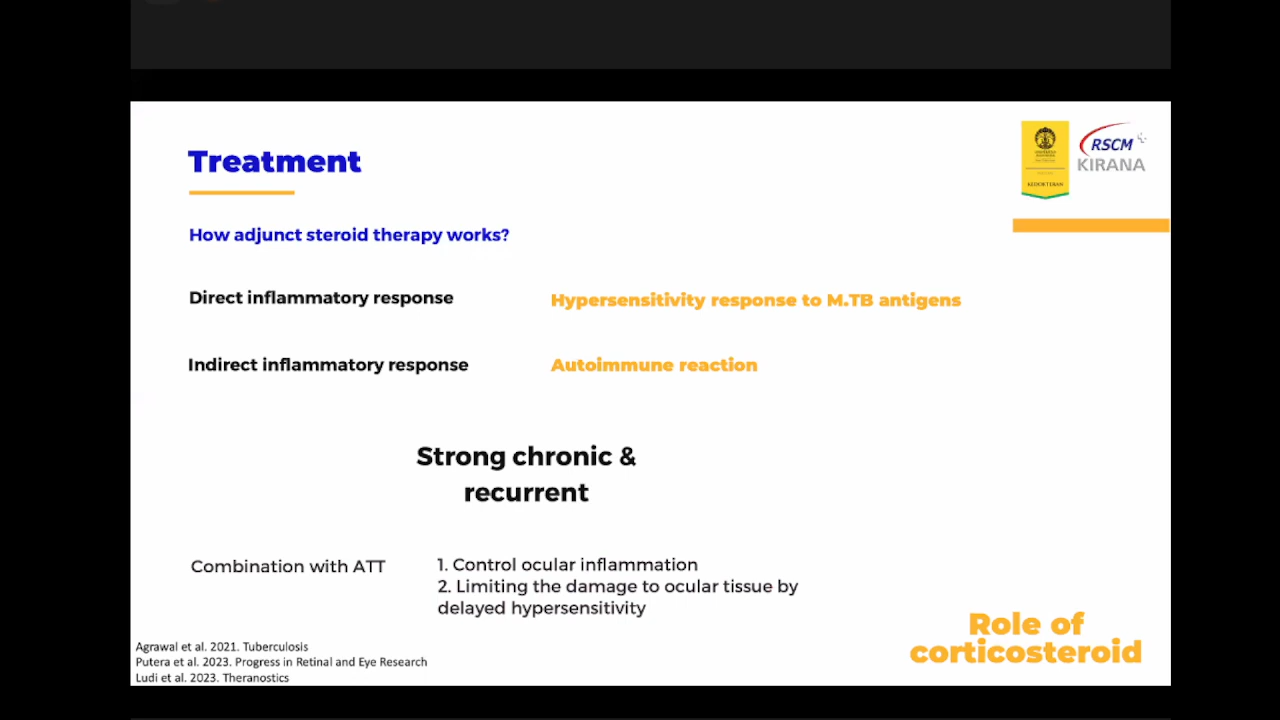 Treatment
RSCM
KIRANA
KEDOKTERAN
How adjunct steroid therapy works?
Direct inflammatory response
Hypersensitivity response to M.TB antigens
Indirect inflammatory response
Autoimmune reaction
Strong chronic &
recurrent
Combination with ATT
1. Control ocular inflammation
2. Limiting the damage to ocular tissue by
delayed hypersensitivity
Role of
corticosteroid
Agrawal et al. 2021. Tuberculosis
Putera et al. 2023. Progress in Retinal and Eye Research
Ludi et al. 2023. Theranostics